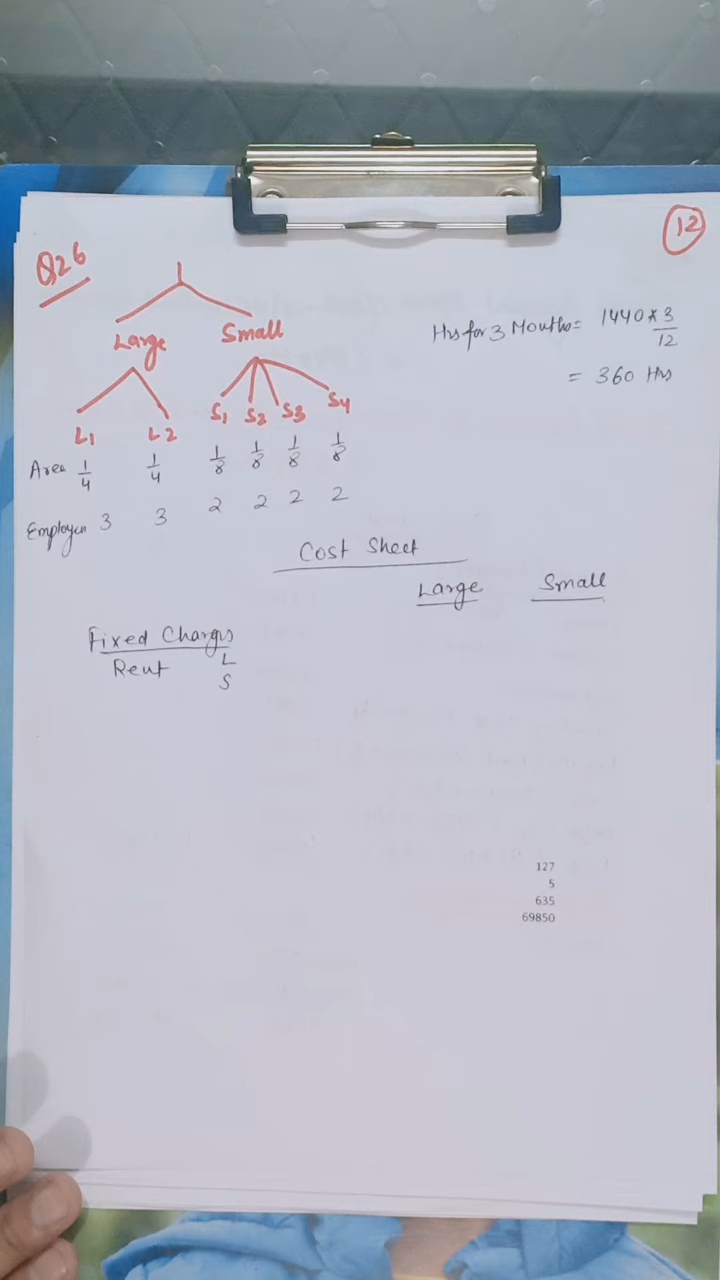 Q26
12
Large Small
L1 L2 S1 S2 S3 S4
Area 1/4 1/4 1/8 1/8 1/8 1/8
Employees 3 3 2 2 2 2
Hrs for 3 Months = 1440 × 3/12
= 360 Hrs
Cost Sheet
Large Small
Fixed Charges
Rent L
S
127
5
635
69850